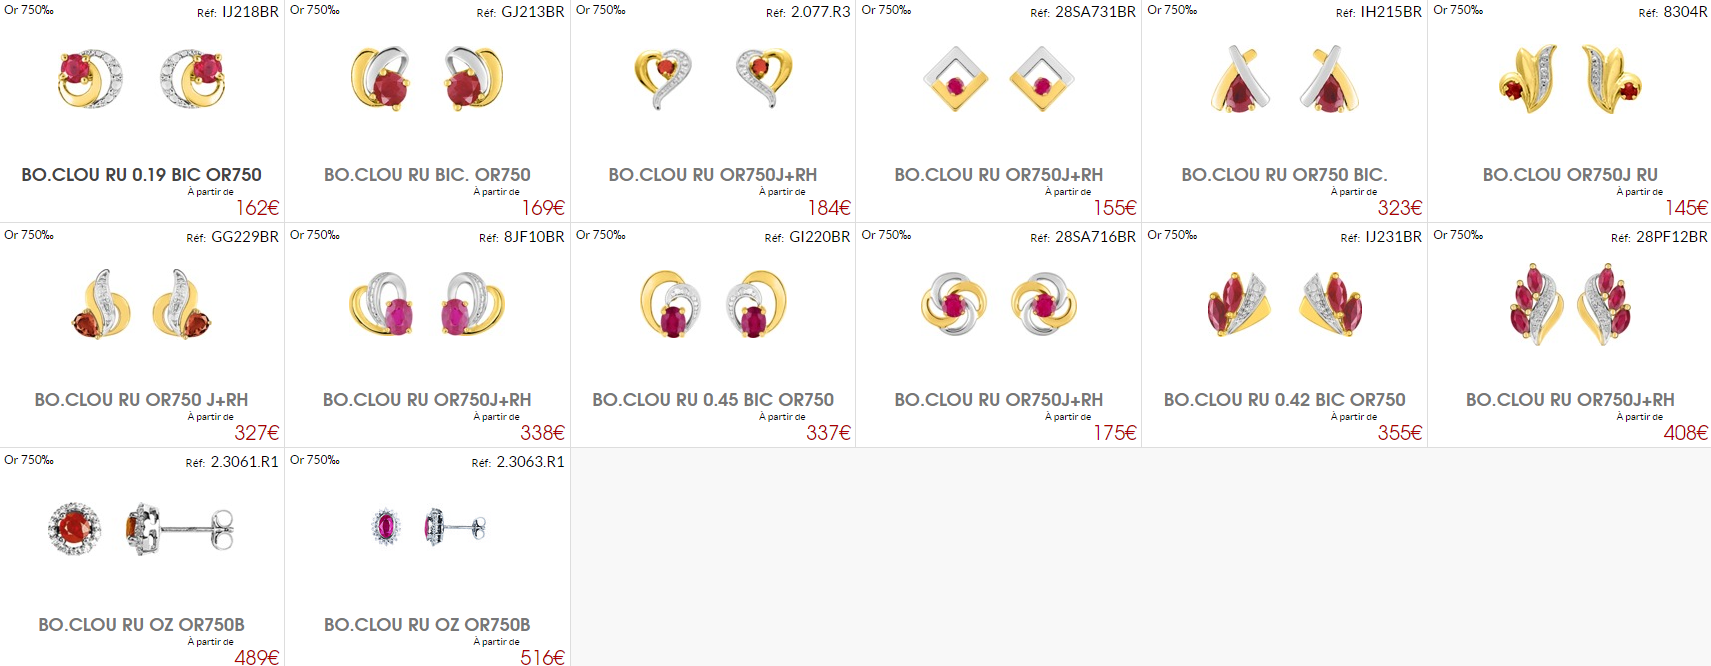 Or 750‰ Réf: IJ218BR
BO.CLOU RU 0.19 BIC OR750
À partir de
162€
Or 750‰ Réf: GJ213BR
BO.CLOU RU BIC. OR750
À partir de
169€
Or 750‰ Réf: 2.077.R3
BO.CLOU RU OR750J+RH
À partir de
184€
Or 750‰ Réf: 28SA731BR
BO.CLOU RU OR750J+RH
À partir de
155€
Or 750‰ Réf: IH215BR
BO.CLOU RU OR750 BIC.
À partir de
323€
Or 750‰ Réf: 8304R
BO.CLOU OR750J RU
À partir de
145€
Or 750‰ Réf: GG229BR
BO.CLOU RU OR750 J+RH
À partir de
327€
Or 750‰ Réf: 8JF10BR
BO.CLOU RU OR750J+RH
À partir de
338€
Or 750‰ Réf: GI220BR
BO.CLOU RU 0.45 BIC OR750
À partir de
337€
Or 750‰ Réf: 28SA716BR
BO.CLOU RU OR750J+RH
À partir de
175€
Or 750‰ Réf: IJ231BR
BO.CLOU RU 0.42 BIC OR750
À partir de
355€
Or 750‰ Réf: 28PF12BR
BO.CLOU RU OR750J+RH
À partir de
408€
Or 750‰ Réf: 2.3061.R1
BO.CLOU RU OZ OR750B
À partir de
489€
Or 750‰ Réf: 2.3063.R1
BO.CLOU RU OZ OR750B
À partir de
516€